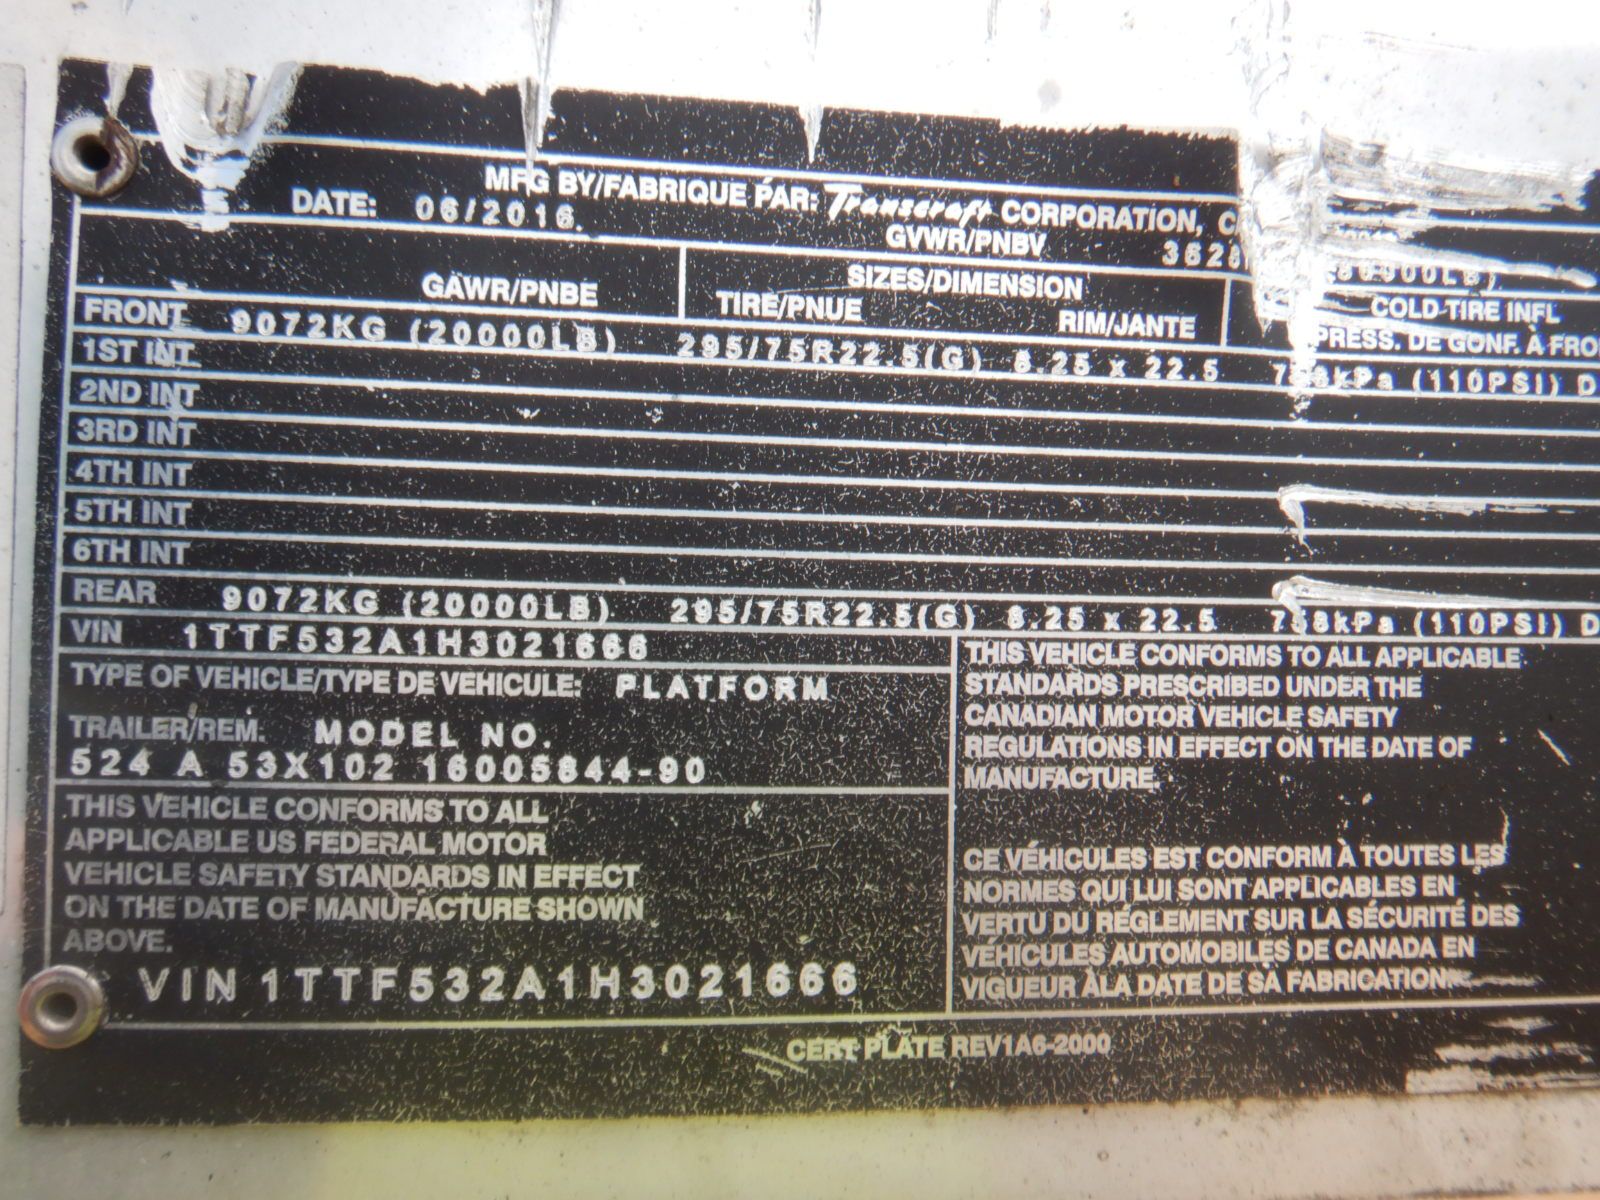 MFG BY/FABRIQUE PAR: Transcraft CORPORATION,
DATE: 06/2016. GVWR/PNBV
GAWR/PNBE SIZES/DIMENSION COLD TIRE INFL
TIRE/PNUE RIM/JANTE PRESS. DE GONF. À
FRONT 9072KG (20000LB) 295/75R22.5(G) 8.25 x 22.5 (110PSI)
1ST INT
2ND INT
3RD INT
4TH INT
5TH INT
6TH INT
REAR 9072KG (20000LB) 295/75R22.5(G) 8.25 x 22.5 (110PSI)
VIN 1TTF532A1H3021666
TYPE OF VEHICLE/TYPE DE VEHICULE: PLATFORM
TRAILER/REM. MODEL NO.
524 A 53X102 16005844-90
THIS VEHICLE CONFORMS TO ALL
APPLICABLE US FEDERAL MOTOR
VEHICLE SAFETY STANDARDS IN EFFECT
ON THE DATE OF MANUFACTURE SHOWN
ABOVE.
VIN 1TTF532A1H3021666
THIS VEHICLE CONFORMS TO ALL APPLICABLE
STANDARDS PRESCRIBED UNDER THE
CANADIAN MOTOR VEHICLE SAFETY
REGULATIONS IN EFFECT ON THE DATE OF
MANUFACTURE.
CE VÉHICULES EST CONFORM À TOUTES LES
NORMES QUI LUI SONT APPLICABLES EN
VERTU DU RÉGLEMENT SUR LA SÉCURITÉ DES
VÉHICULES AUTOMOBILES DE CANADA EN
VIGUEUR ÀLA DATE DE SA FABRICATION
CERT PLATE REV1A6-2000